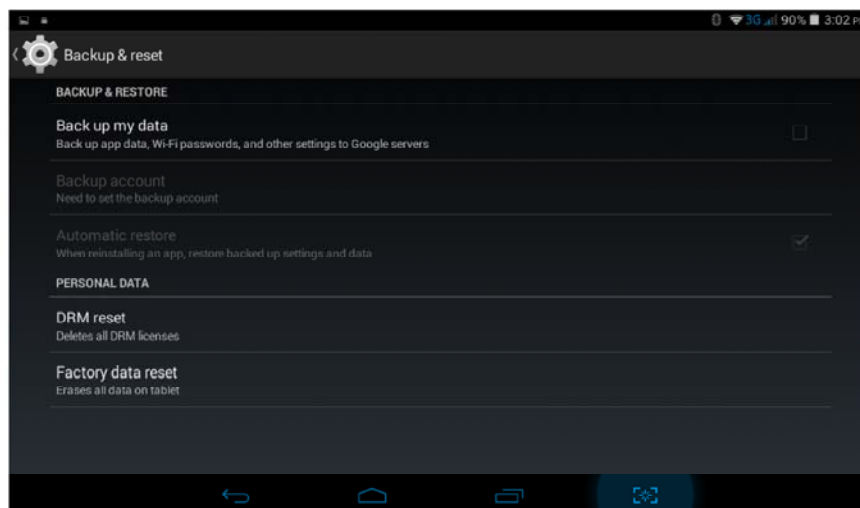 3G 90% 3:02 P
Backup & reset
BACKUP & RESTORE
Back up my data
Back up app data, Wi-Fi passwords, and other settings to Google servers
Backup account
Need to set the backup account
Automatic restore
When reinstalling an app, restore backed up settings and data
PERSONAL DATA
DRM reset
Deletes all DRM licenses
Factory data reset
Erases all data on tablet